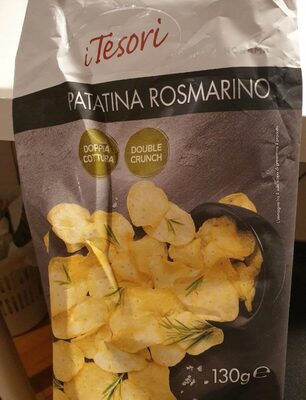 i Tesori
PATATINA ROSMARINO
DOPPIA
COTTURA
DOUBLE
CRUNCH
130g e